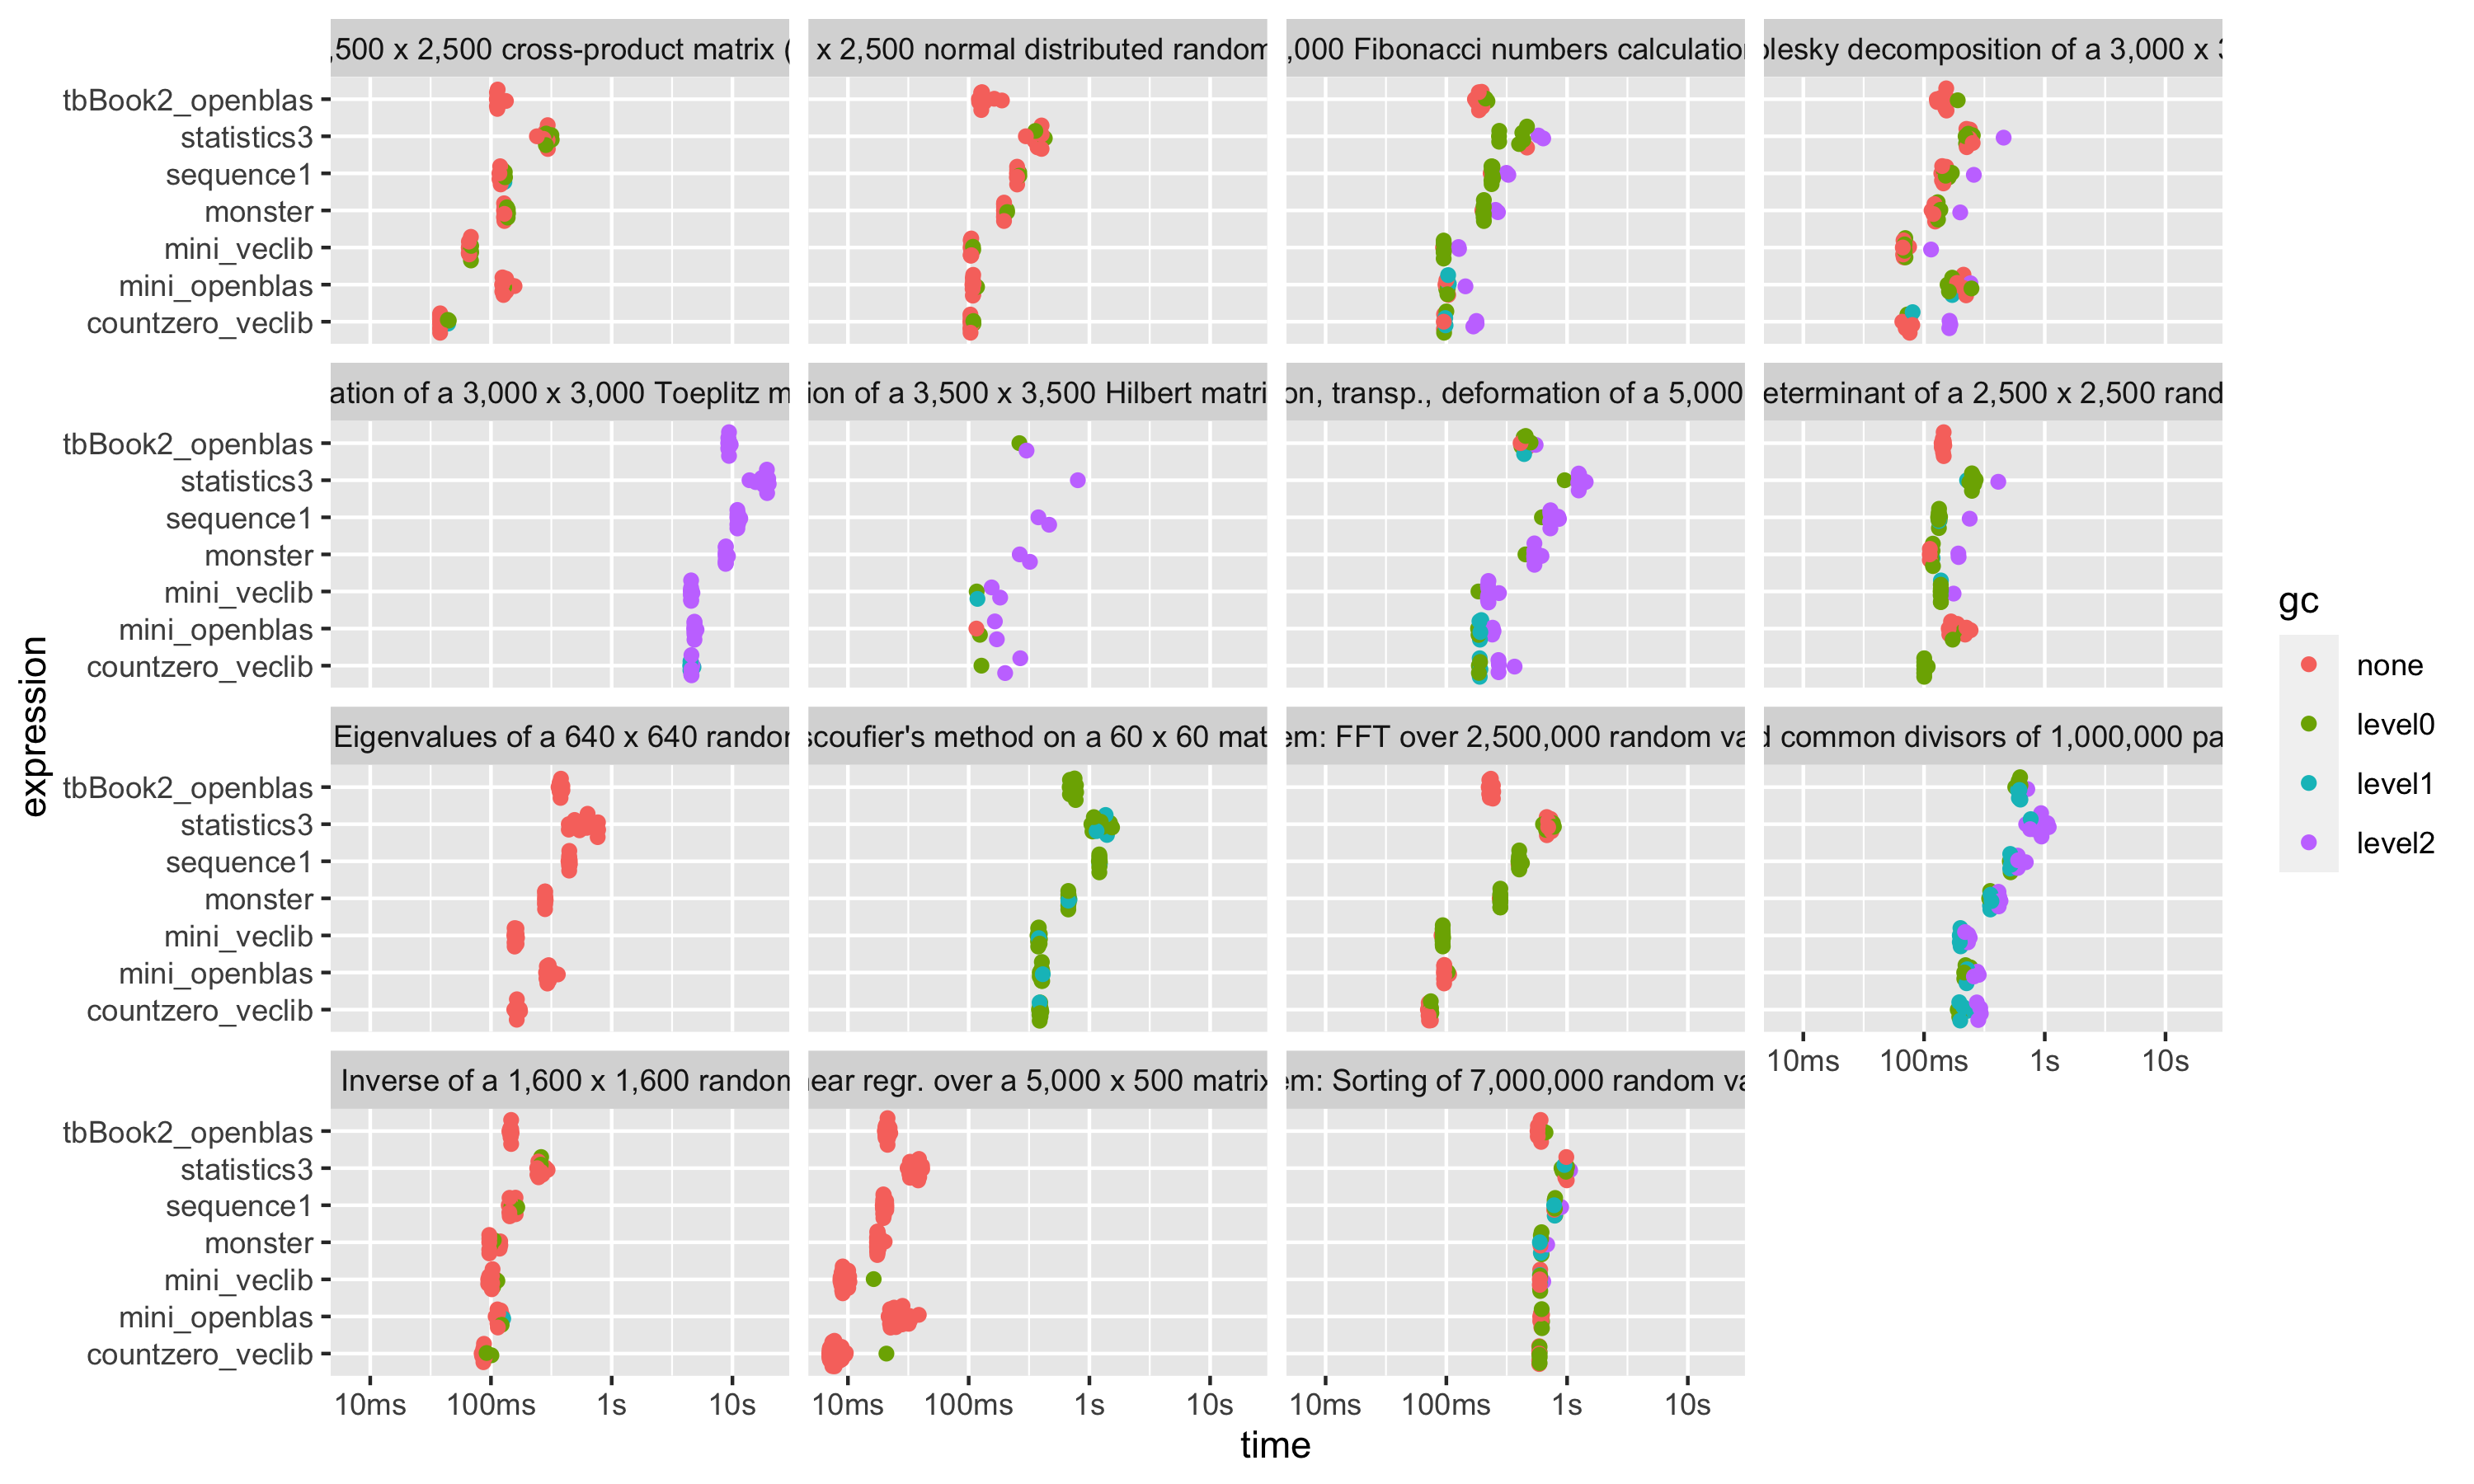 ,500 x 2,500 cross-product matrix (
x 2,500 normal distributed random
,000 Fibonacci numbers calculation
olesky decomposition of a 3,000 x 3
tbBook2_openblas
statistics3
sequence1
monster
mini_veclib
mini_openblas
countzero_veclib
ation of a 3,000 x 3,000 Toeplitz m
ion of a 3,500 x 3,500 Hilbert matri
on, transp., deformation of a 5,000
eterminant of a 2,500 x 2,500 rand
tbBook2_openblas
statistics3
sequence1
monster
mini_veclib
mini_openblas
countzero_veclib
Eigenvalues of a 640 x 640 random
scoufier's method on a 60 x 60 mat
em: FFT over 2,500,000 random va
d common divisors of 1,000,000 pa
tbBook2_openblas
statistics3
sequence1
monster
mini_veclib
mini_openblas
countzero_veclib
10ms 100ms 1s 10s
Inverse of a 1,600 x 1,600 random
near regr. over a 5,000 x 500 matrix
em: Sorting of 7,000,000 random va
tbBook2_openblas
statistics3
sequence1
monster
mini_veclib
mini_openblas
countzero_veclib
10ms 100ms 1s 10s
10ms 100ms 1s 10s
10ms 100ms 1s 10s
time
expression
gc
none
level0
level1
level2